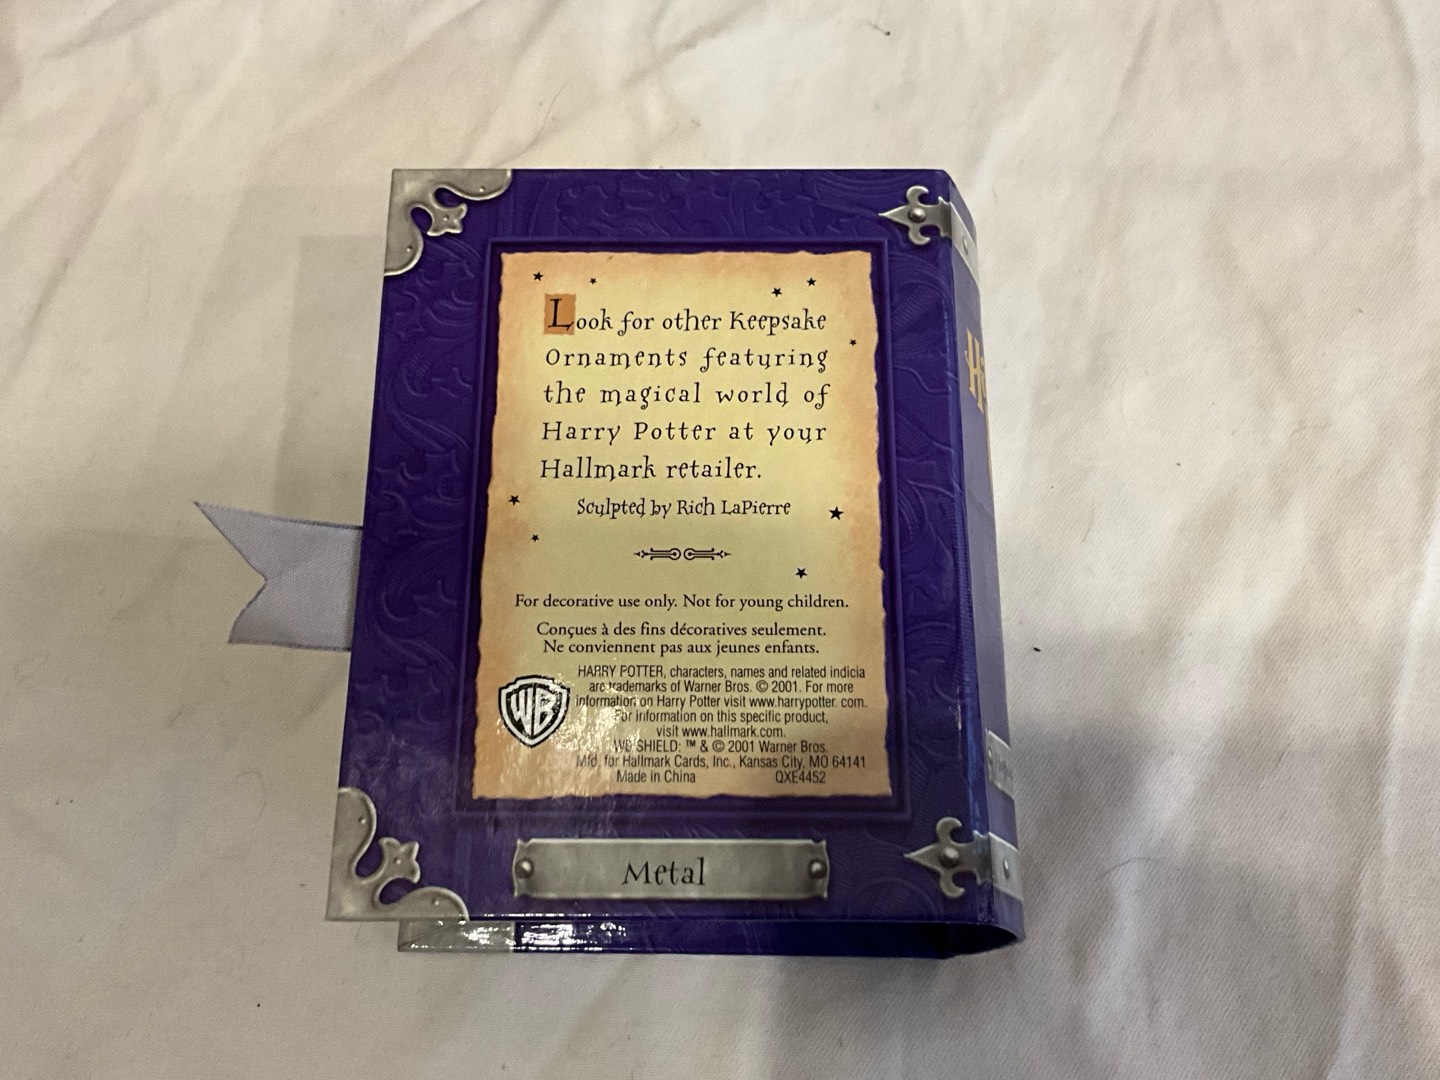 Look for other Keepsake
Ornaments featuring
the magical world of
Harry Potter at your
Hallmark retailer.
Sculpted by Rich LaPierre
For decorative use only. Not for young children.
Conçues à des fins décoratives seulement.
Ne conviennent pas aux jeunes enfants.
HARRY POTTER, characters, names and related indicia
are trademarks of Warner Bros. © 2001. For more
information on Harry Potter visit www.harrypotter. com.
For information on this specific product,
visit www.hallmark.com.
WB SHIELD: ™ & © 2001 Warner Bros.
Mfd. for Hallmark Cards, Inc., Kansas City, MO 64141
Made in China QXE4452
WB
Metal